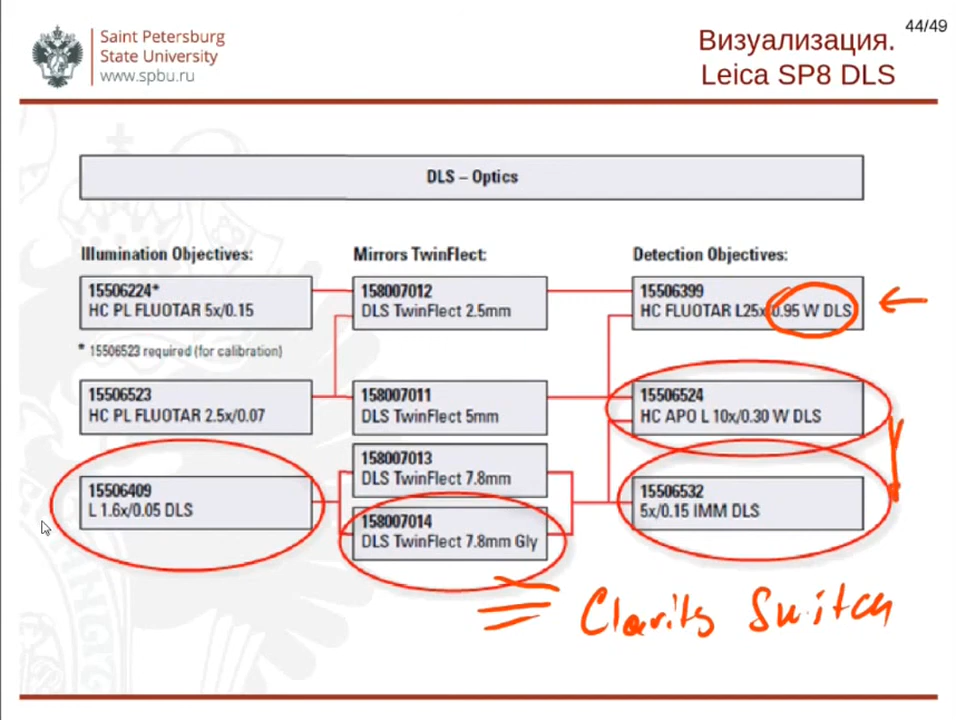 Saint Petersburg
State University
www.spbu.ru
Визуализация.
Leica SP8 DLS
44/49
DLS – Optics
Illumination Objectives:
15506224*
HC PL FLUOTAR 5x/0.15
* 15506523 required (for calibration)
15506523
HC PL FLUOTAR 2.5x/0.07
15506409
L 1.6x/0.05 DLS
Mirrors TwinFlect:
158007012
DLS TwinFlect 2.5mm
158007011
DLS TwinFlect 5mm
158007013
DLS TwinFlect 7.8mm
158007014
DLS TwinFlect 7.8mm Gly
Detection Objectives:
15506399
HC FLUOTAR L25x/0.95 W DLS
15506524
HC APO L 10x/0.30 W DLS
15506532
5x/0.15 IMM DLS
Clarity Switch